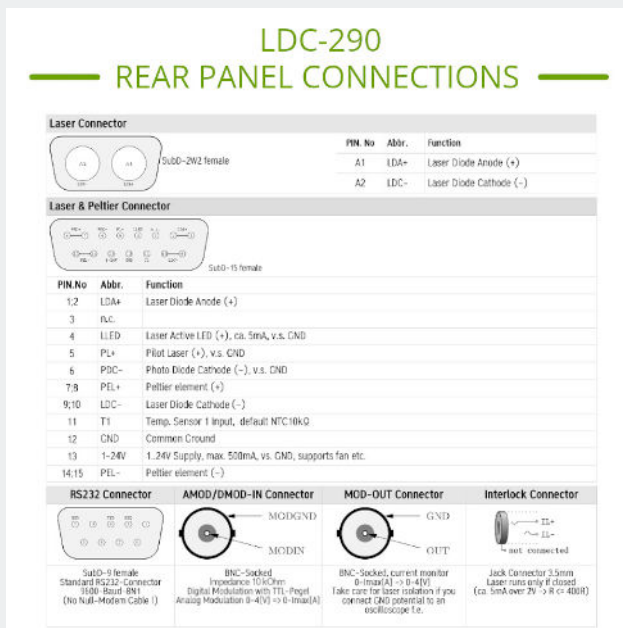 LDC-290
REAR PANEL CONNECTIONS
Laser Connector
SubD-2W2 female
PIN. No Abbr. Function
A1 LDA+ Laser Diode Anode (+)
A2 LDC- Laser Diode Cathode (-)
Laser & Peltier Connector
SubD-15 female
PIN.No Abbr. Function
1;2 LDA+ Laser Diode Anode (+)
3 n.c.
4 LLED Laser Active LED (+), ca. 5mA, v.s. GND
5 PL+ Pilot Laser (+), v.s. GND
6 PDC- Photo Diode Cathode (-), v.s. GND
7;8 PEL+ Peltier element (+)
9;10 LDC- Laser Diode Cathode (-)
11 T1 Temp. Sensor 1 Input, default NTC10kΩ
12 GND Common Ground
13 1-24V 1..24V Supply, max. 500mA, vs. GND, supports fan etc.
14;15 PEL- Peltier element (-)
RS232 Connector AMOD/DMOD-IN Connector MOD-OUT Connector Interlock Connector
MODGND
MODIN
GND
OUT
IL+
IL-
not connected
SubD-9 female
Standard RS232-Connector
9600-Baud-8N1
(No Null-Modem Cable !)
BNC-Socked
Impedance 10kOhm
Digital Modulation with TTL-Pegel
Analog Modulation 0-4[V] -> 0-Imax[A]
BNC-Socked, current monitor
0-Imax[A] -> 0-4[V]
Take care for laser isolation if you
connect GND potential to an
oscilloscope f.e.
Jack Connector 3.5mm
Laser runs only if closed
(ca. 5mA over 2V -> R <= 400R)